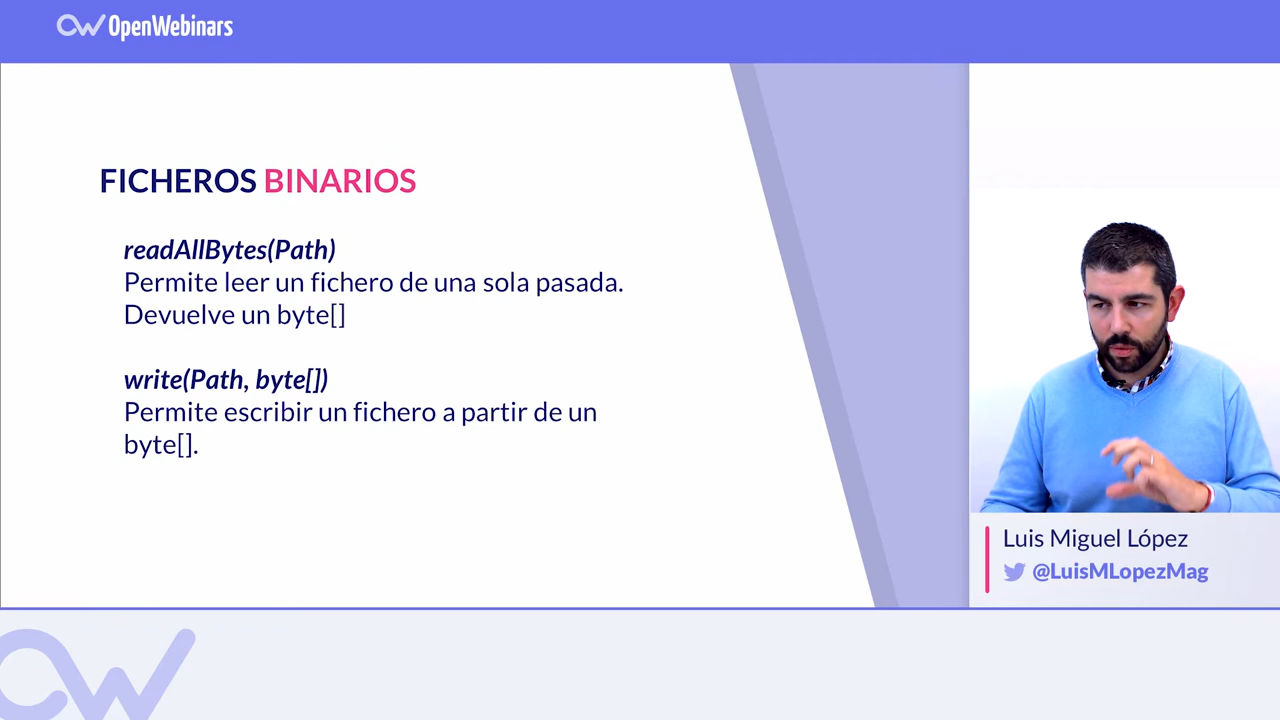 OpenWebinars
FICHEROS BINARIOS
readAllBytes(Path)
Permite leer un fichero de una sola pasada.
Devuelve un byte[]
write(Path, byte[])
Permite escribir un fichero a partir de un
byte[].
Luis Miguel López
@LuisMLopezMag